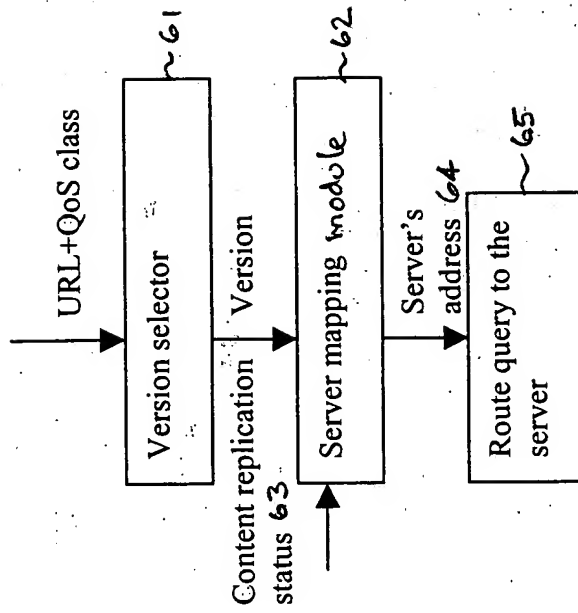 URL+QoS class
Version selector
61
Version
Content replication
status 63
Server mapping module
62
Server's
address 64
Route query to the
server
65